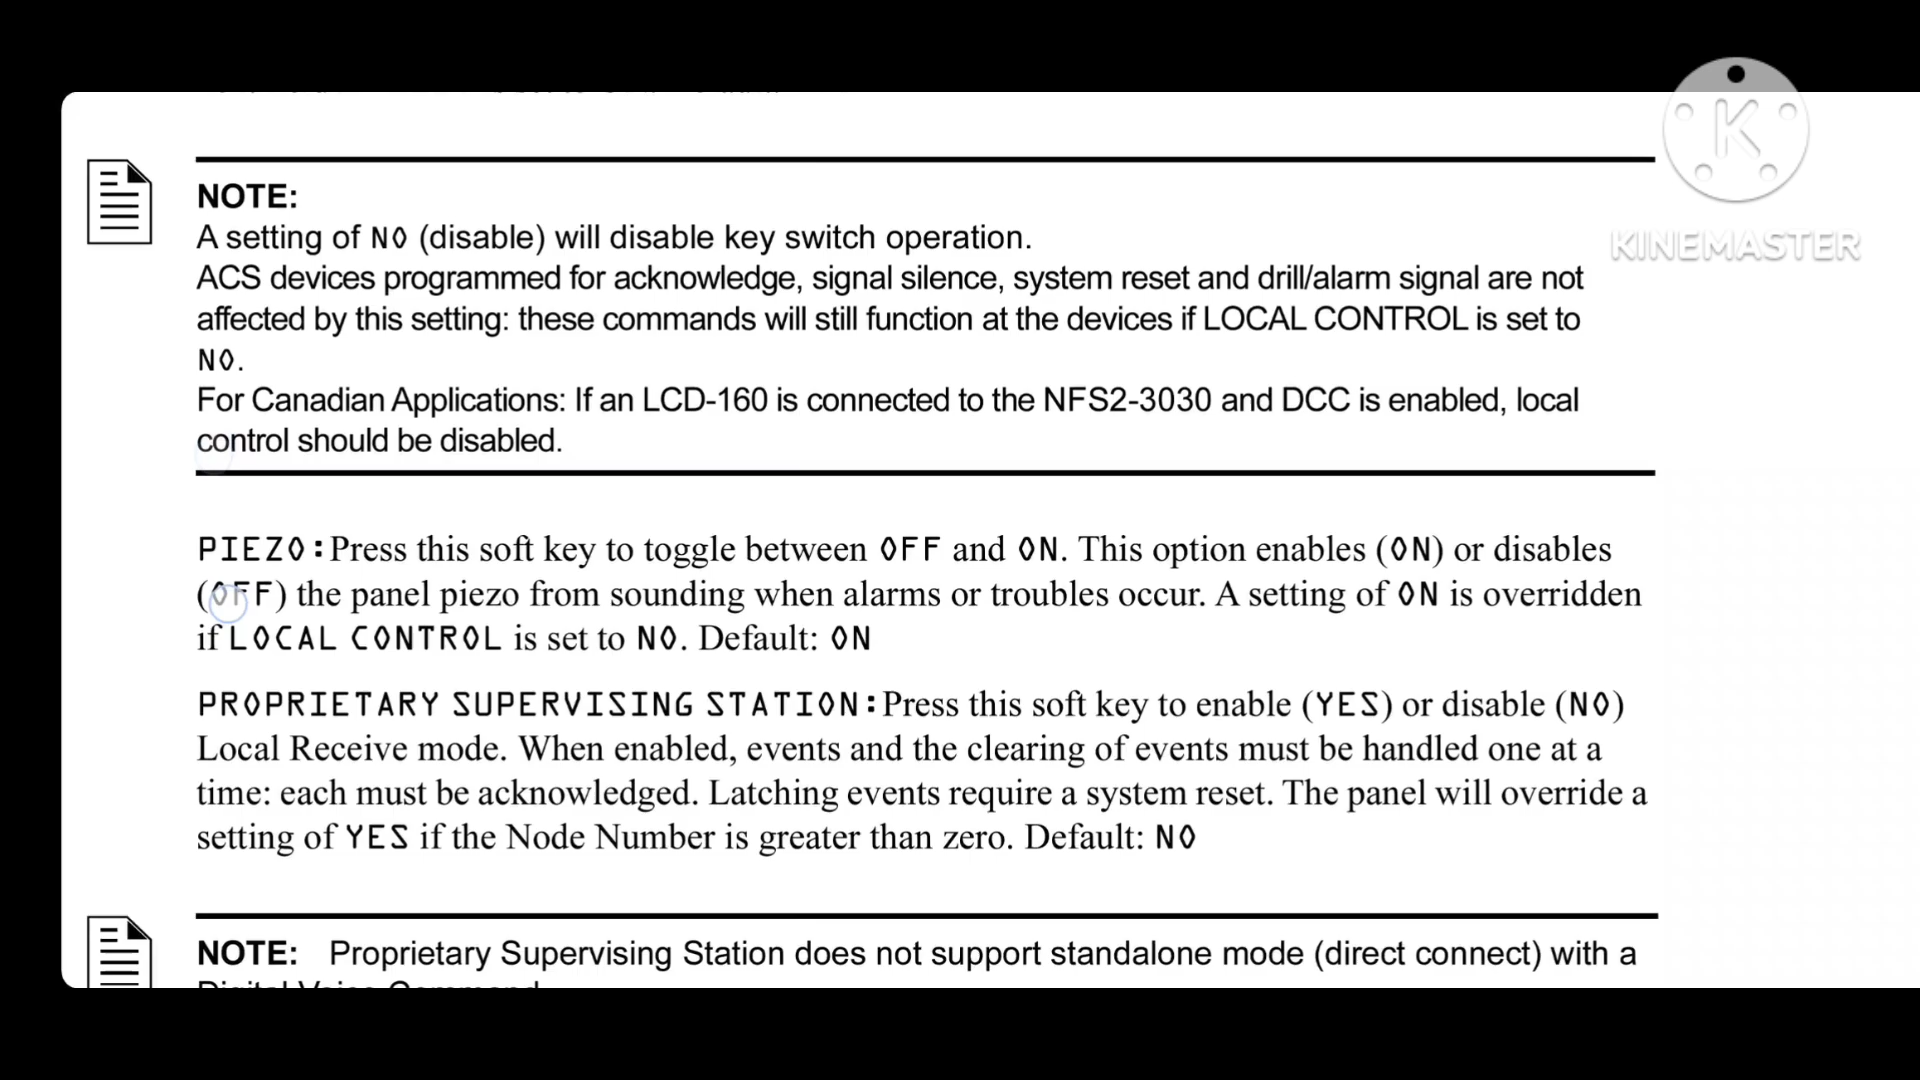 NOTE:
A setting of NO (disable) will disable key switch operation.
ACS devices programmed for acknowledge, signal silence, system reset and drill/alarm signal are not
affected by this setting: these commands will still function at the devices if LOCAL CONTROL is set to
NO.
For Canadian Applications: If an LCD-160 is connected to the NFS2-3030 and DCC is enabled, local
control should be disabled.
PIEZO:Press this soft key to toggle between OFF and ON. This option enables (ON) or disables
(OFF) the panel piezo from sounding when alarms or troubles occur. A setting of ON is overridden
if LOCAL CONTROL is set to NO. Default: ON
PROPRIETARY SUPERVISING STATION:Press this soft key to enable (YES) or disable (NO)
Local Receive mode. When enabled, events and the clearing of events must be handled one at a
time: each must be acknowledged. Latching events require a system reset. The panel will override a
setting of YES if the Node Number is greater than zero. Default: NO
NOTE: Proprietary Supervising Station does not support standalone mode (direct connect) with a
Digital Voice Command
K
KINEMASTER